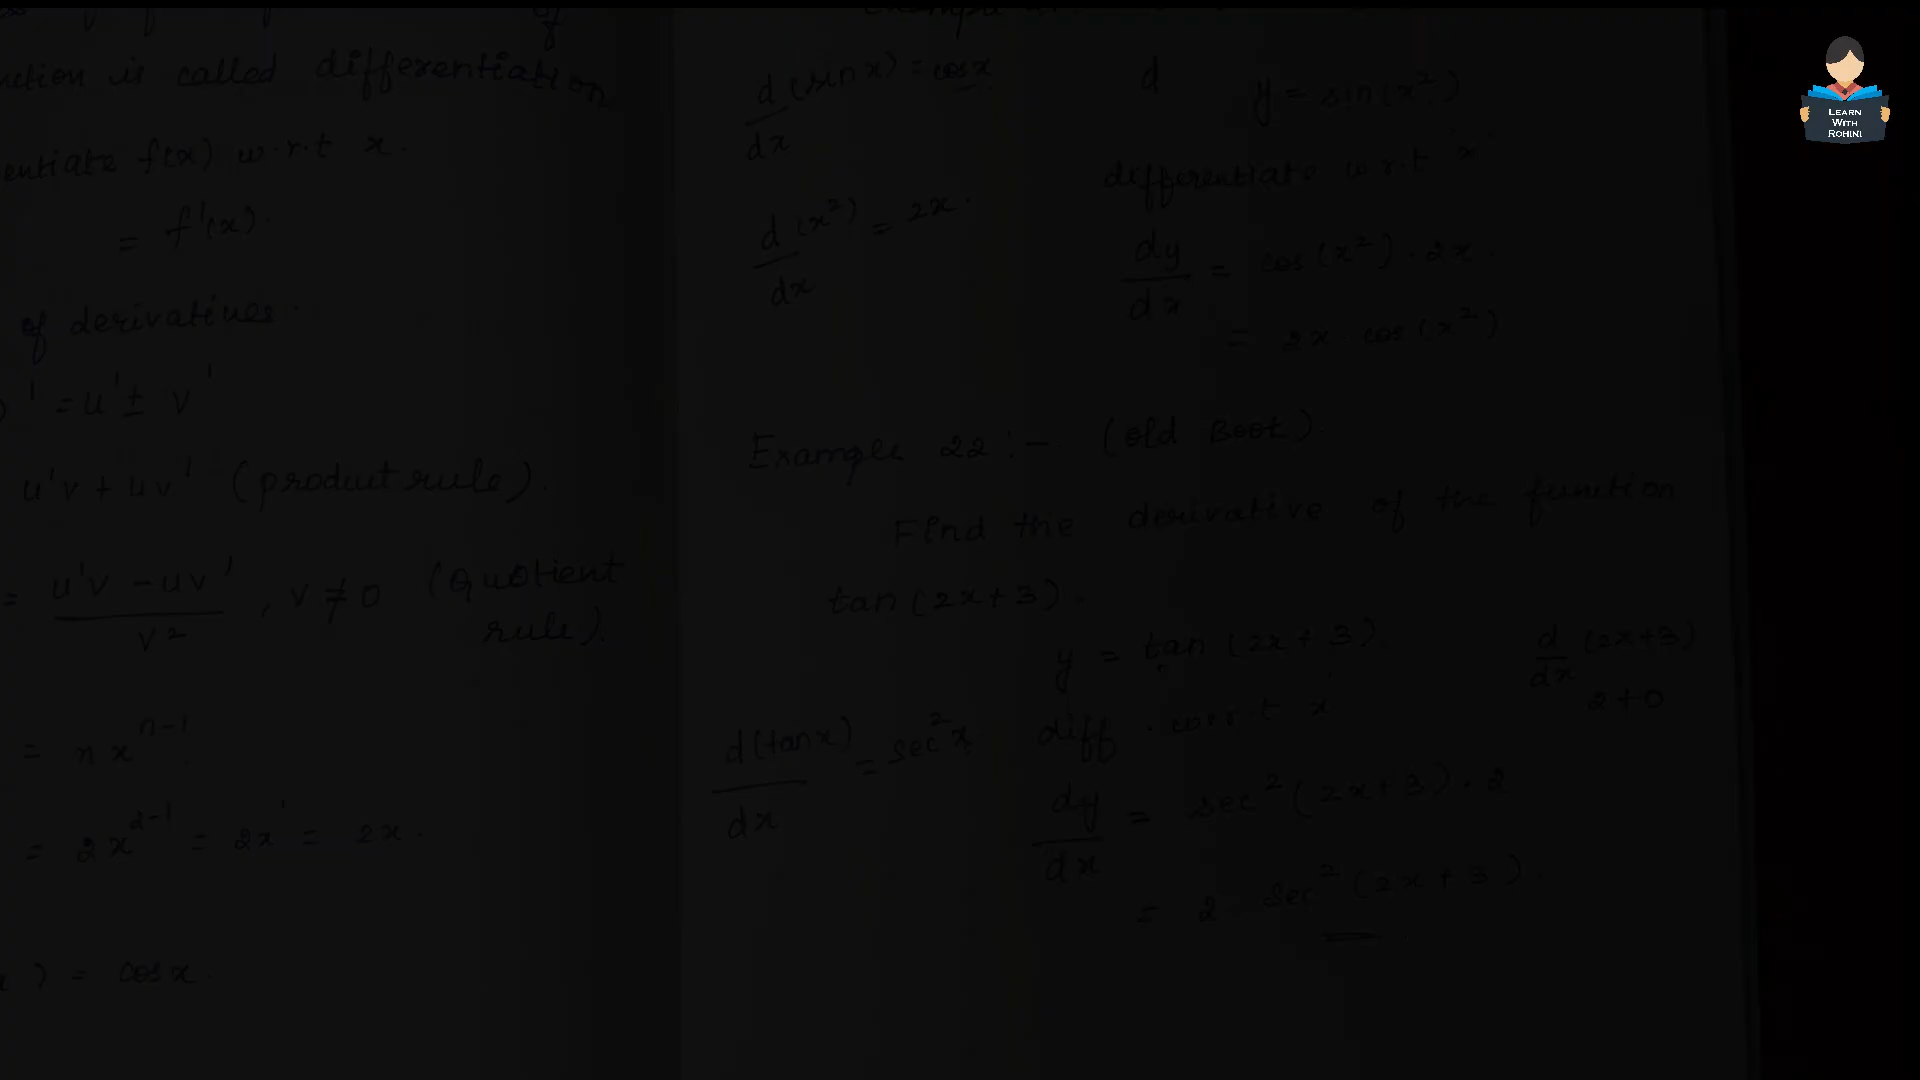 nction is called differentiation
entiate f(x) w.r.t x.
= f'(x).
of derivatives.
) ' = u' ± v'
u'v + uv' (product rule).
= u'v - uv' / v² , v ≠ 0 (Quotient
rule).
= n x^n-1
= 2x^2-1 = 2x' = 2x.
) = cos x.
d/dx (sin x) = cos x
d/dx (x²) = 2x.
d
y = sin(x²)
differentiate w.r.t 'x'
dy/dx = cos(x²) . 2x.
= 2x cos(x²)
Example 22 :- (Old Boot).
Find the derivative of the function
tan(2x+3).
y = tan(2x+3).
d/dx (2x+3)
2+0
d(tan x)/dx = sec²x.
diff. w.r.t x'
dy/dx = sec²(2x+3).2
= 2 sec²(2x+3).
LEARN
WITH
ROHINI